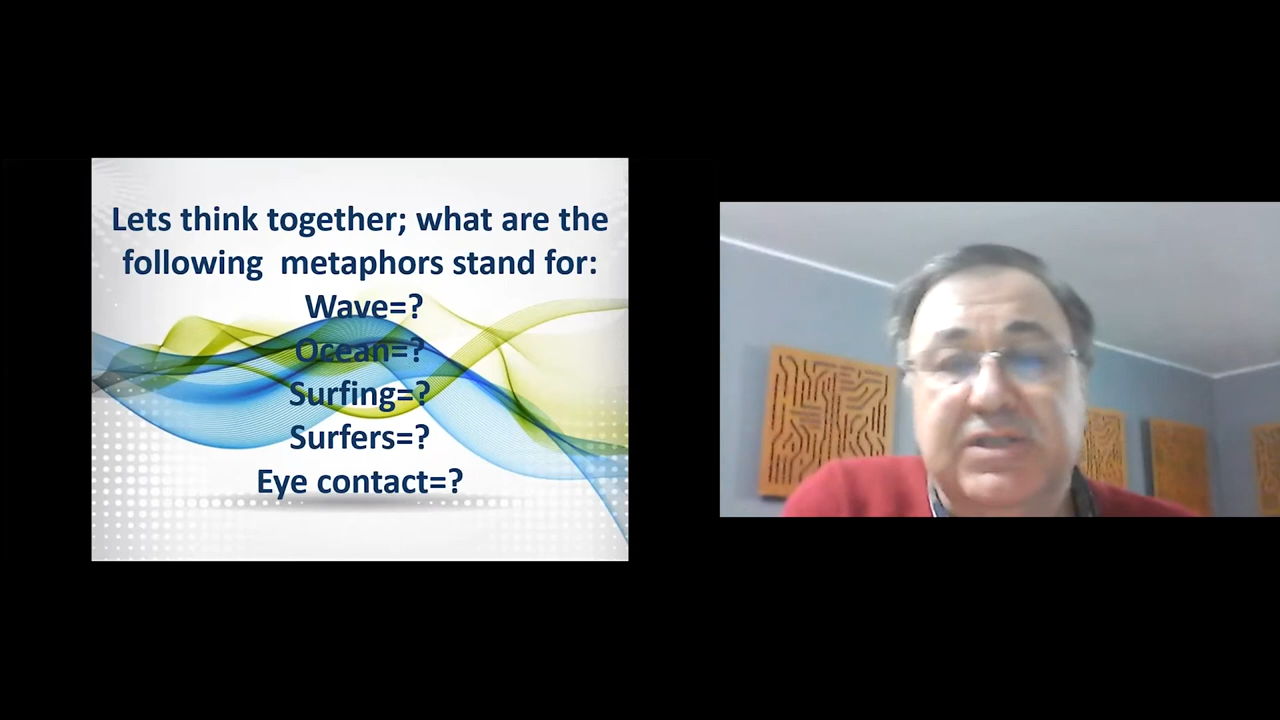 Lets think together; what are the
following metaphors stand for:
Wave=?
Ocean=?
Surfing=?
Surfers=?
Eye contact=?